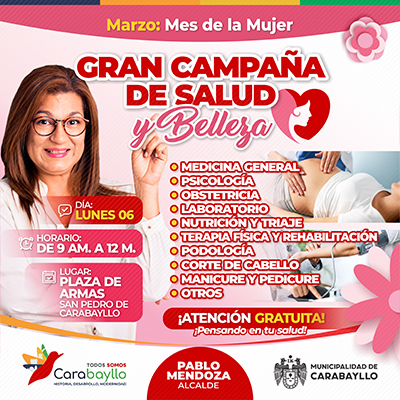 Marzo: Mes de la Mujer
GRAN CAMPAÑA
DE SALUD
y Belleza
MEDICINA GENERAL
PSICOLOGÍA
OBSTETRICIA
LABORATORIO
NUTRICIÓN Y TRIAJE
TERAPIA FÍSICA Y REHABILITACIÓN
PODOLOGÍA
CORTE DE CABELLO
MANICURE Y PEDICURE
OTROS
DÍA:
LUNES 06
HORARIO:
DE 9 AM. A 12 M.
LUGAR:
PLAZA DE
ARMAS
SAN PEDRO DE
CARABAYLLO
¡ATENCIÓN GRATUITA!
¡Pensando en tu salud!
TODOS SOMOS
Carabayllo
HISTORIA, DESARROLLO, MODERNIDAD
PABLO
MENDOZA
ALCALDE
MUNICIPALIDAD DE
CARABAYLLO